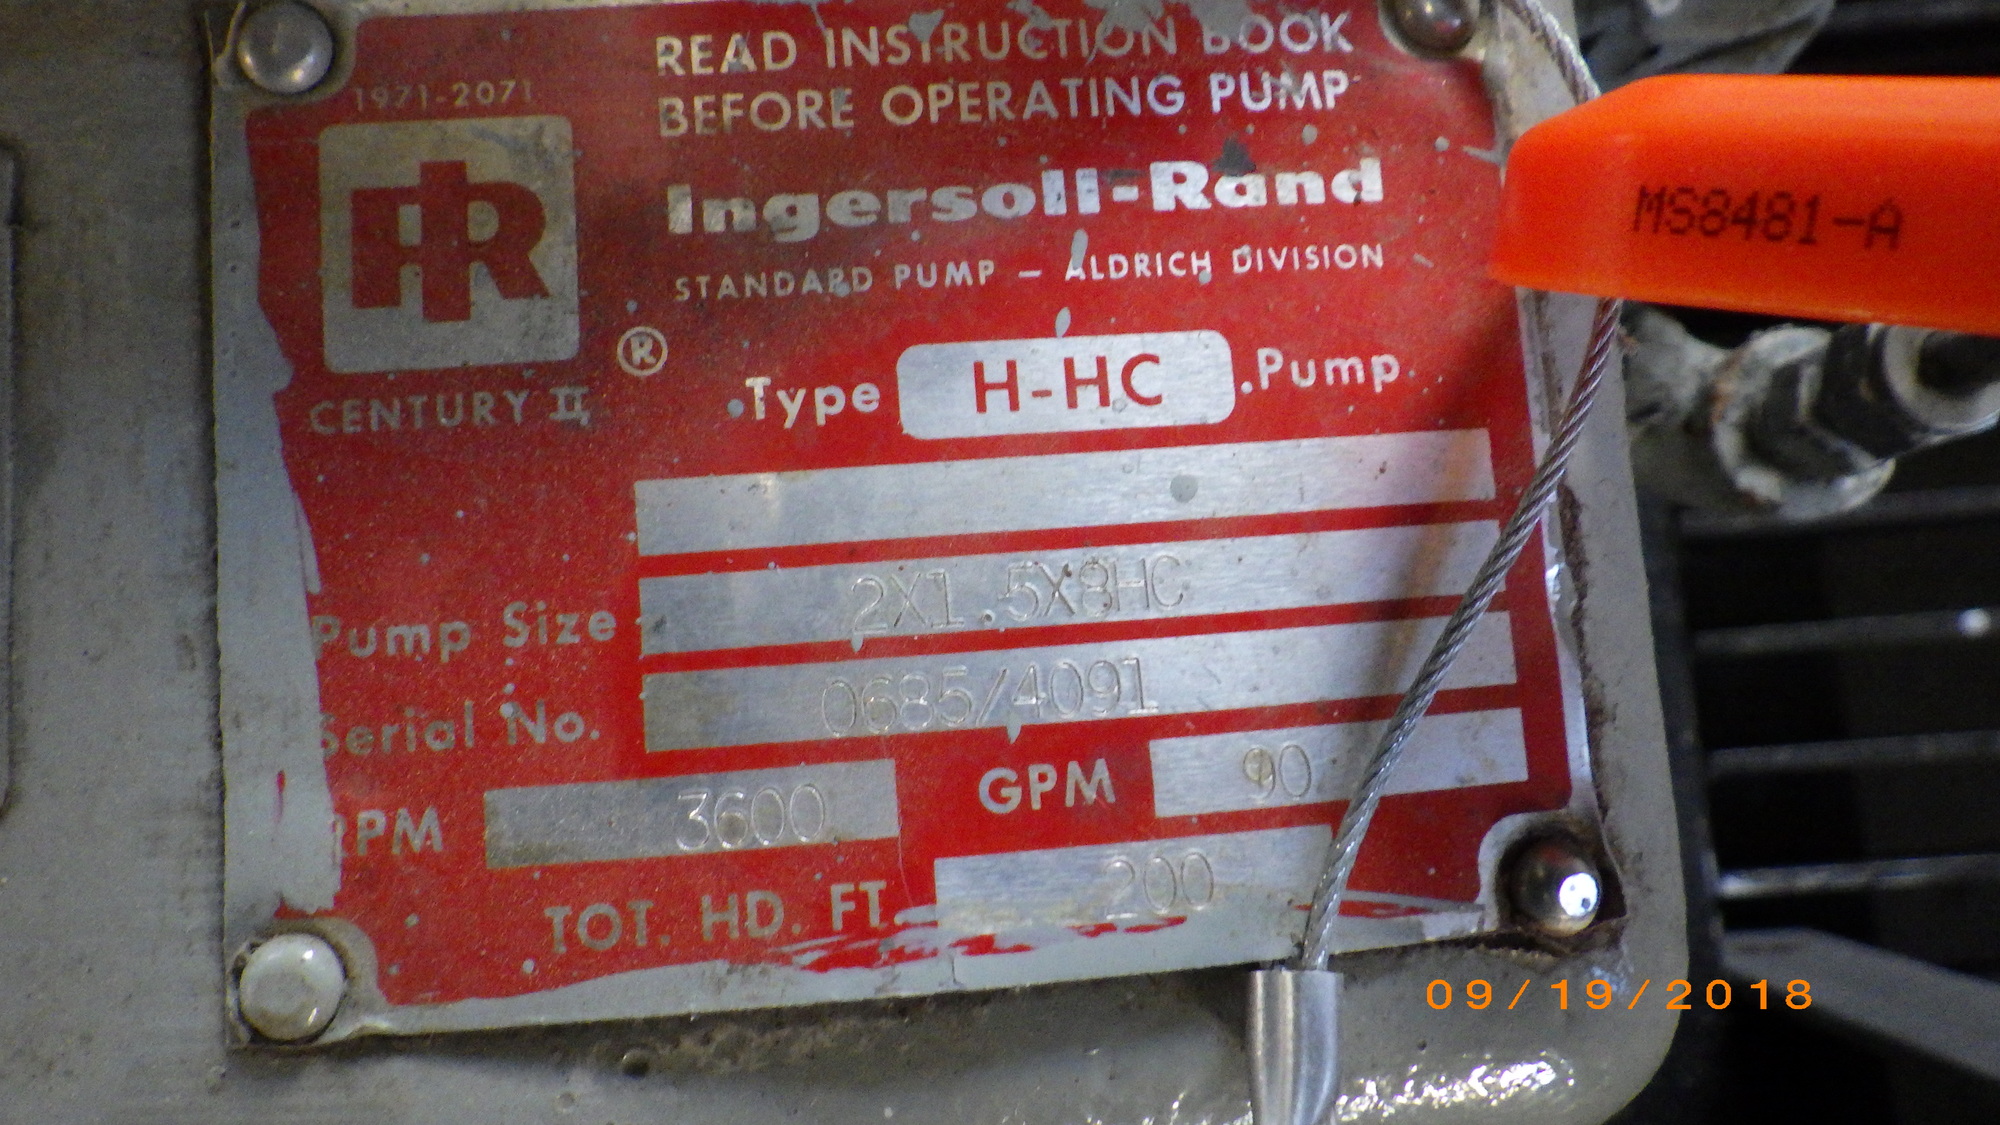 1971-2071
IR
CENTURY II
®
READ INSTRUCTION BOOK
BEFORE OPERATING PUMP
Ingersoll-Rand
STANDARD PUMP – ALDRICH DIVISION
Type H-HC Pump
Pump Size 2X1.5X8HC
Serial No. 0685/4091
RPM 3600 GPM 90
TOT. HD. FT. 200
MS8481-A
09/19/2018